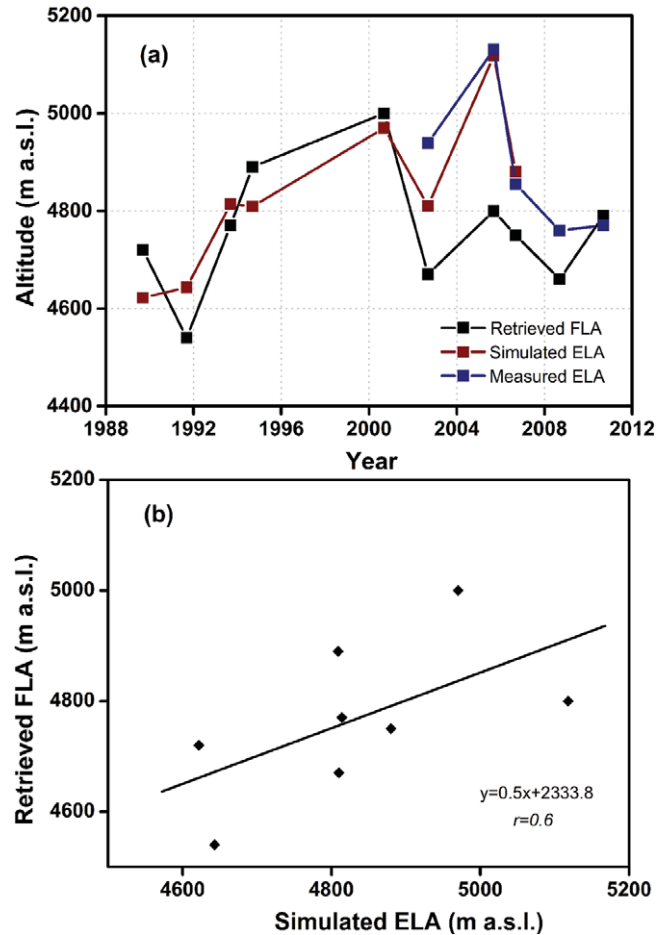 (a)
Altitude (m a.s.l.)
5200
5000
4800
4600
4400
Retrieved FLA
Simulated ELA
Measured ELA
1988 1992 1996 2000 2004 2008 2012
Year
(b)
Retrieved FLA (m a.s.l.)
5200
5000
4800
4600
y=0.5x+2333.8
r=0.6
4600 4800 5000 5200
Simulated ELA (m a.s.l.)